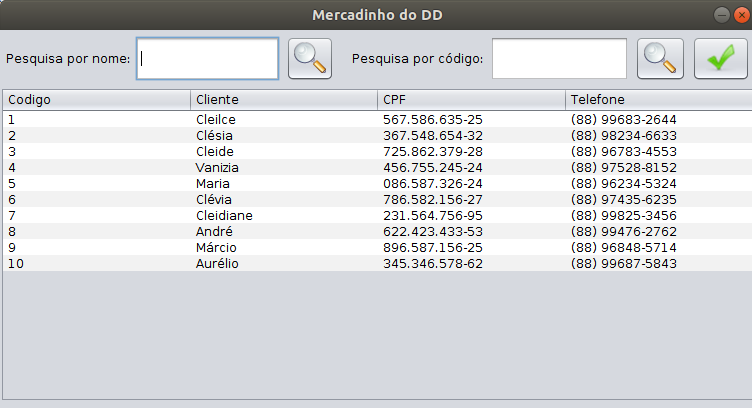 Mercadinho do DD
Pesquisa por nome: Pesquisa por código:
Codigo Cliente CPF Telefone
1 Cleilce 567.586.635-25 (88) 99683-2644
2 Clésia 367.548.654-32 (88) 98234-6633
3 Cleide 725.862.379-28 (88) 96783-4553
4 Vanizia 456.755.245-24 (88) 97528-8152
5 Maria 086.587.326-24 (88) 96234-5324
6 Clévia 786.582.156-27 (88) 97435-6235
7 Cleidiane 231.564.756-95 (88) 99825-3456
8 André 622.423.433-53 (88) 99476-2762
9 Márcio 896.587.156-25 (88) 96848-5714
10 Aurélio 345.346.578-62 (88) 99687-5843